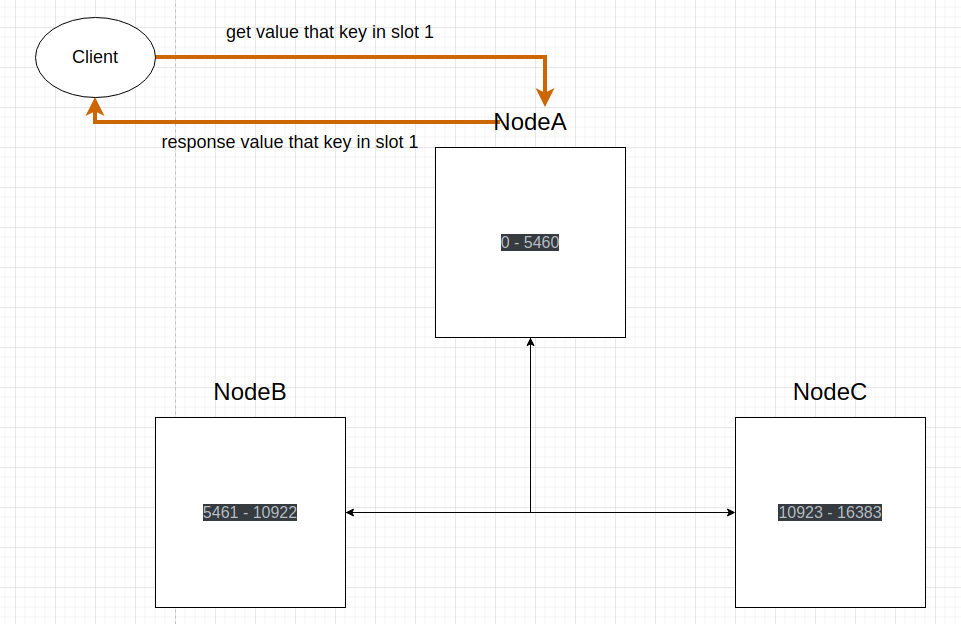 get value that key in slot 1
Client
NodeA
response value that key in slot 1
0 - 5460
NodeB
NodeC
5461 - 10922
10923 - 16383